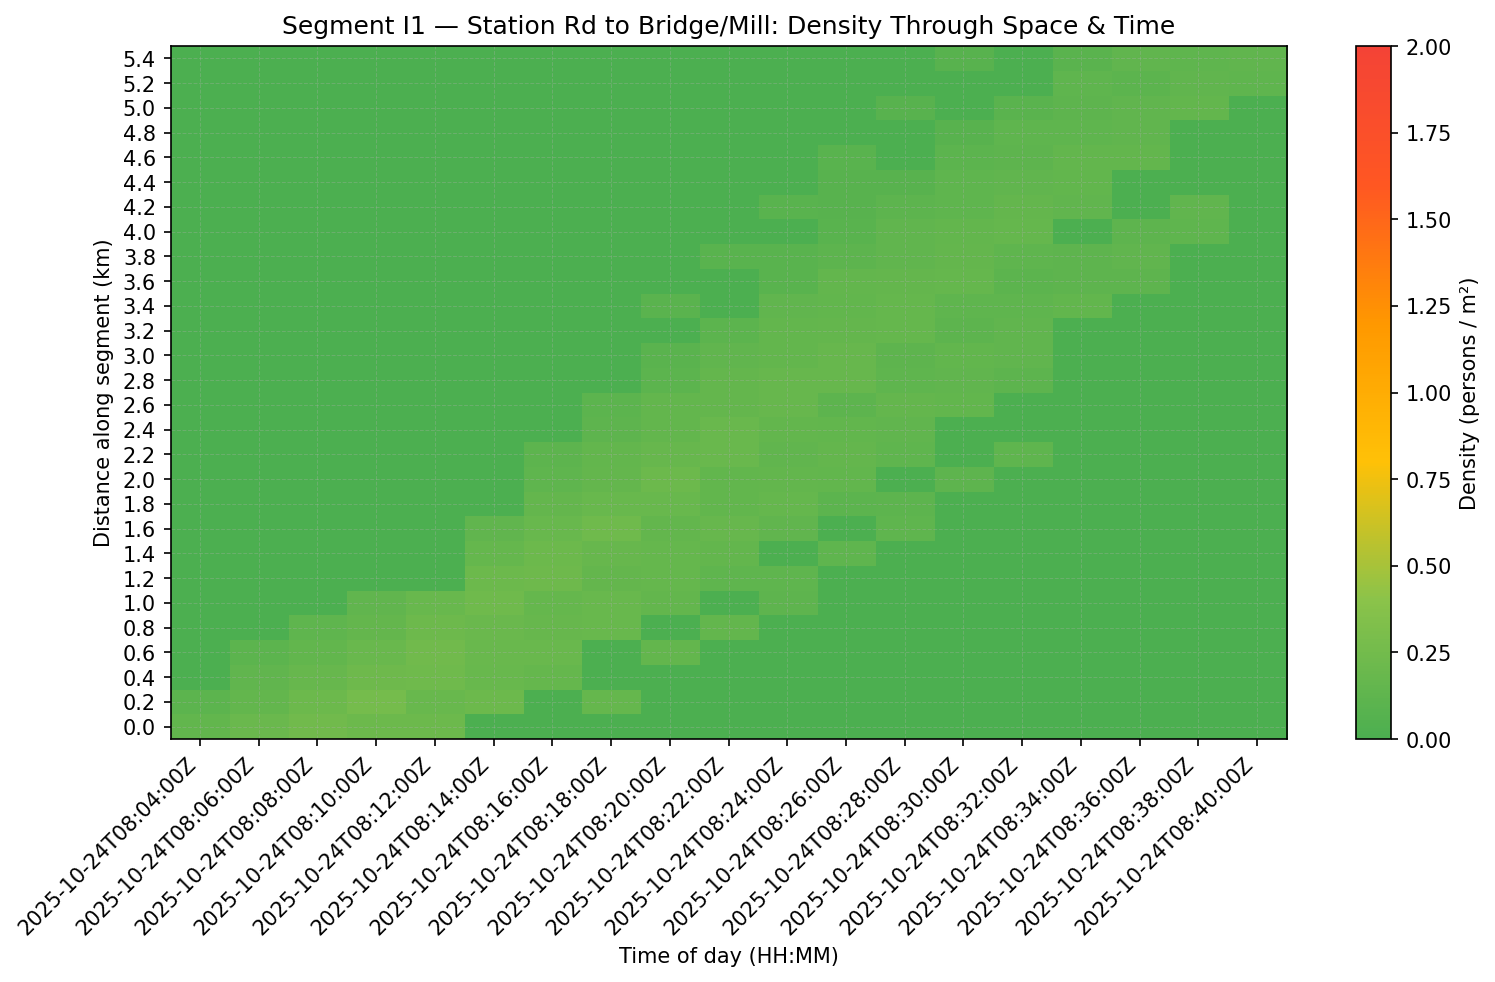 Segment I1 — Station Rd to Bridge/Mill: Density Through Space & Time
Distance along segment (km)
5.4
5.2
5.0
4.8
4.6
4.4
4.2
4.0
3.8
3.6
3.4
3.2
3.0
2.8
2.6
2.4
2.2
2.0
1.8
1.6
1.4
1.2
1.0
0.8
0.6
0.4
0.2
0.0
2025-10-24T08:04:00Z
2025-10-24T08:06:00Z
2025-10-24T08:08:00Z
2025-10-24T08:10:00Z
2025-10-24T08:12:00Z
2025-10-24T08:14:00Z
2025-10-24T08:16:00Z
2025-10-24T08:18:00Z
2025-10-24T08:20:00Z
2025-10-24T08:22:00Z
2025-10-24T08:24:00Z
2025-10-24T08:26:00Z
2025-10-24T08:28:00Z
2025-10-24T08:30:00Z
2025-10-24T08:32:00Z
2025-10-24T08:34:00Z
2025-10-24T08:36:00Z
2025-10-24T08:38:00Z
2025-10-24T08:40:00Z
Time of day (HH:MM)
2.00
1.75
1.50
1.25
1.00
0.75
0.50
0.25
0.00
Density (persons / m²)